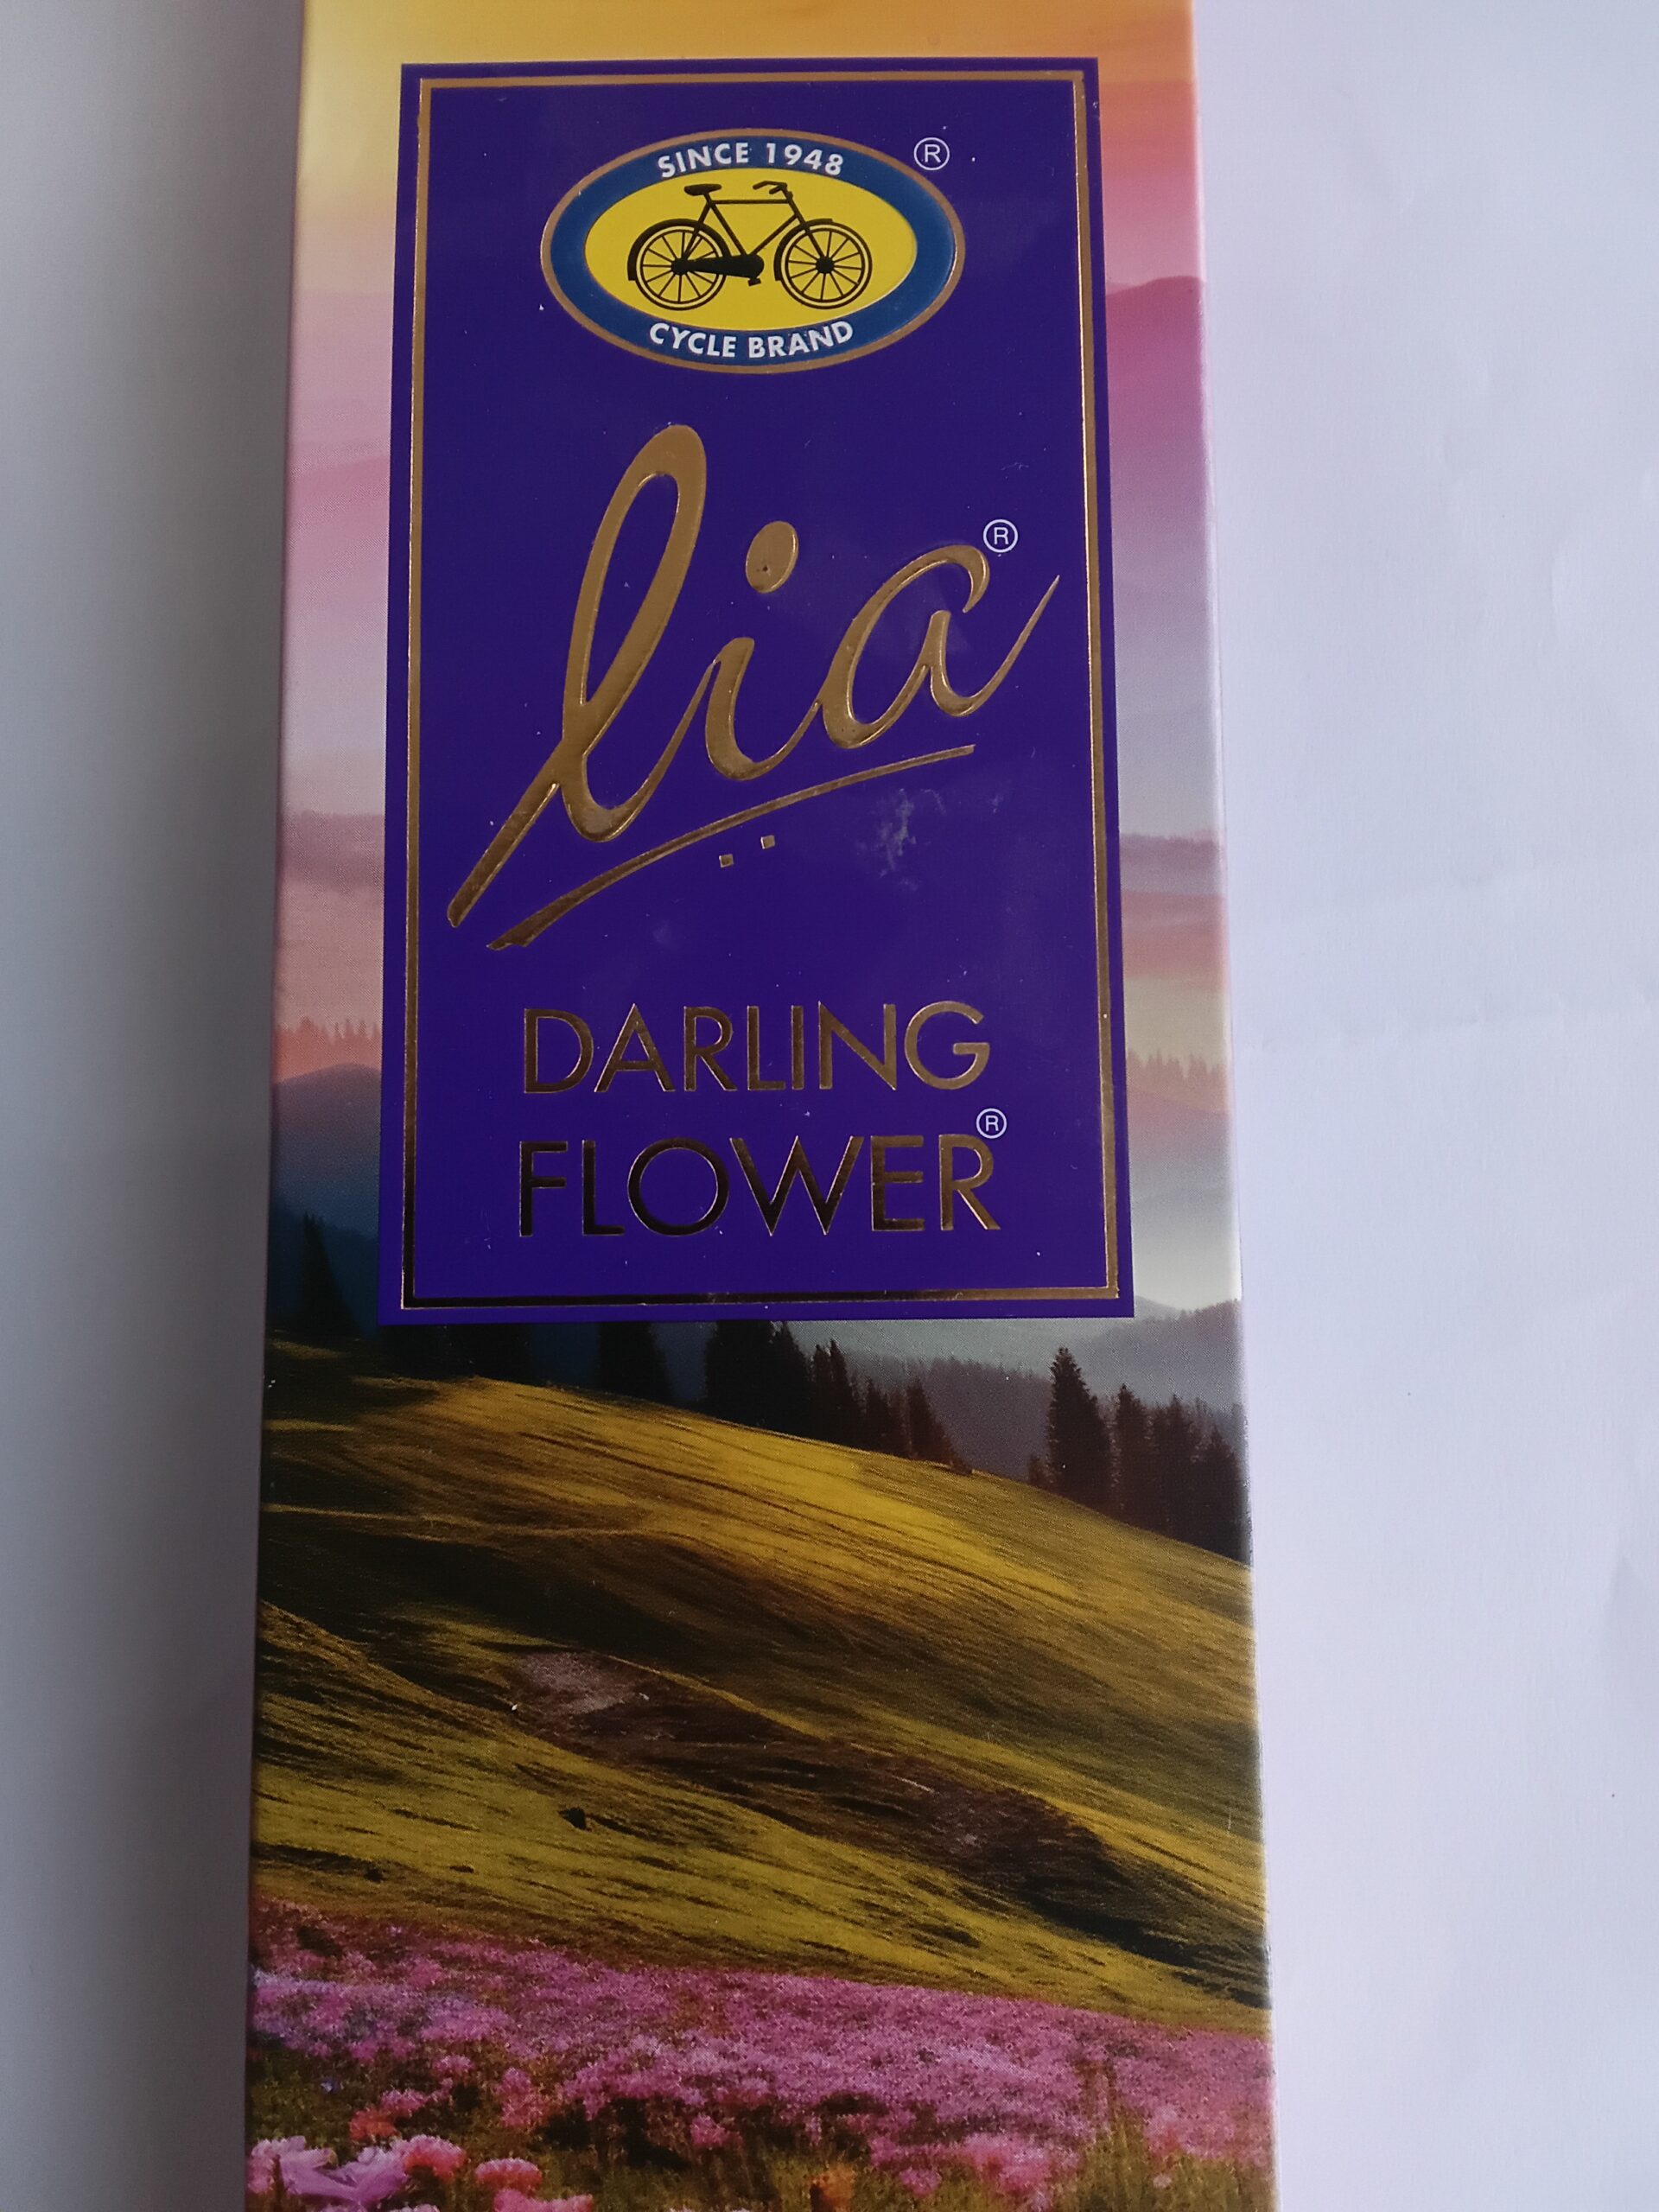 SINCE 1948
®
CYCLE BRAND
lia®
DARLING
FLOWER®